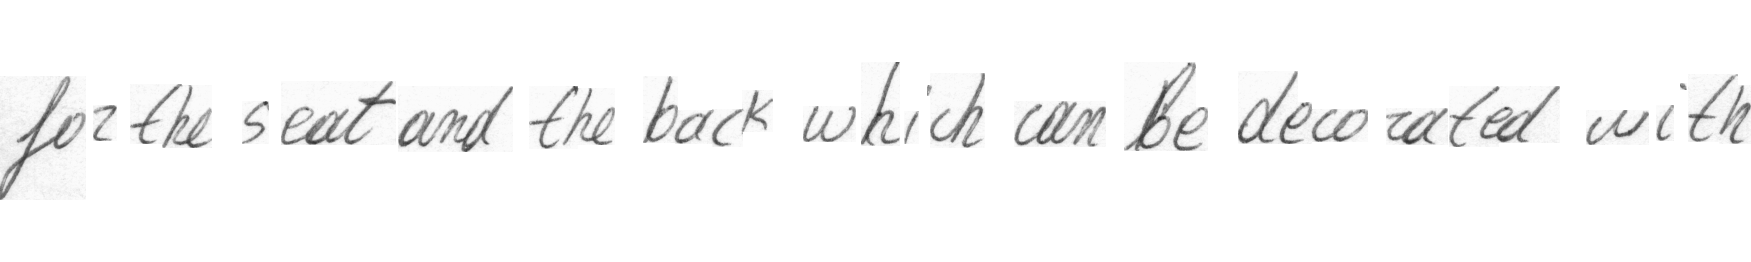 for the seat and the back which can be decorated with